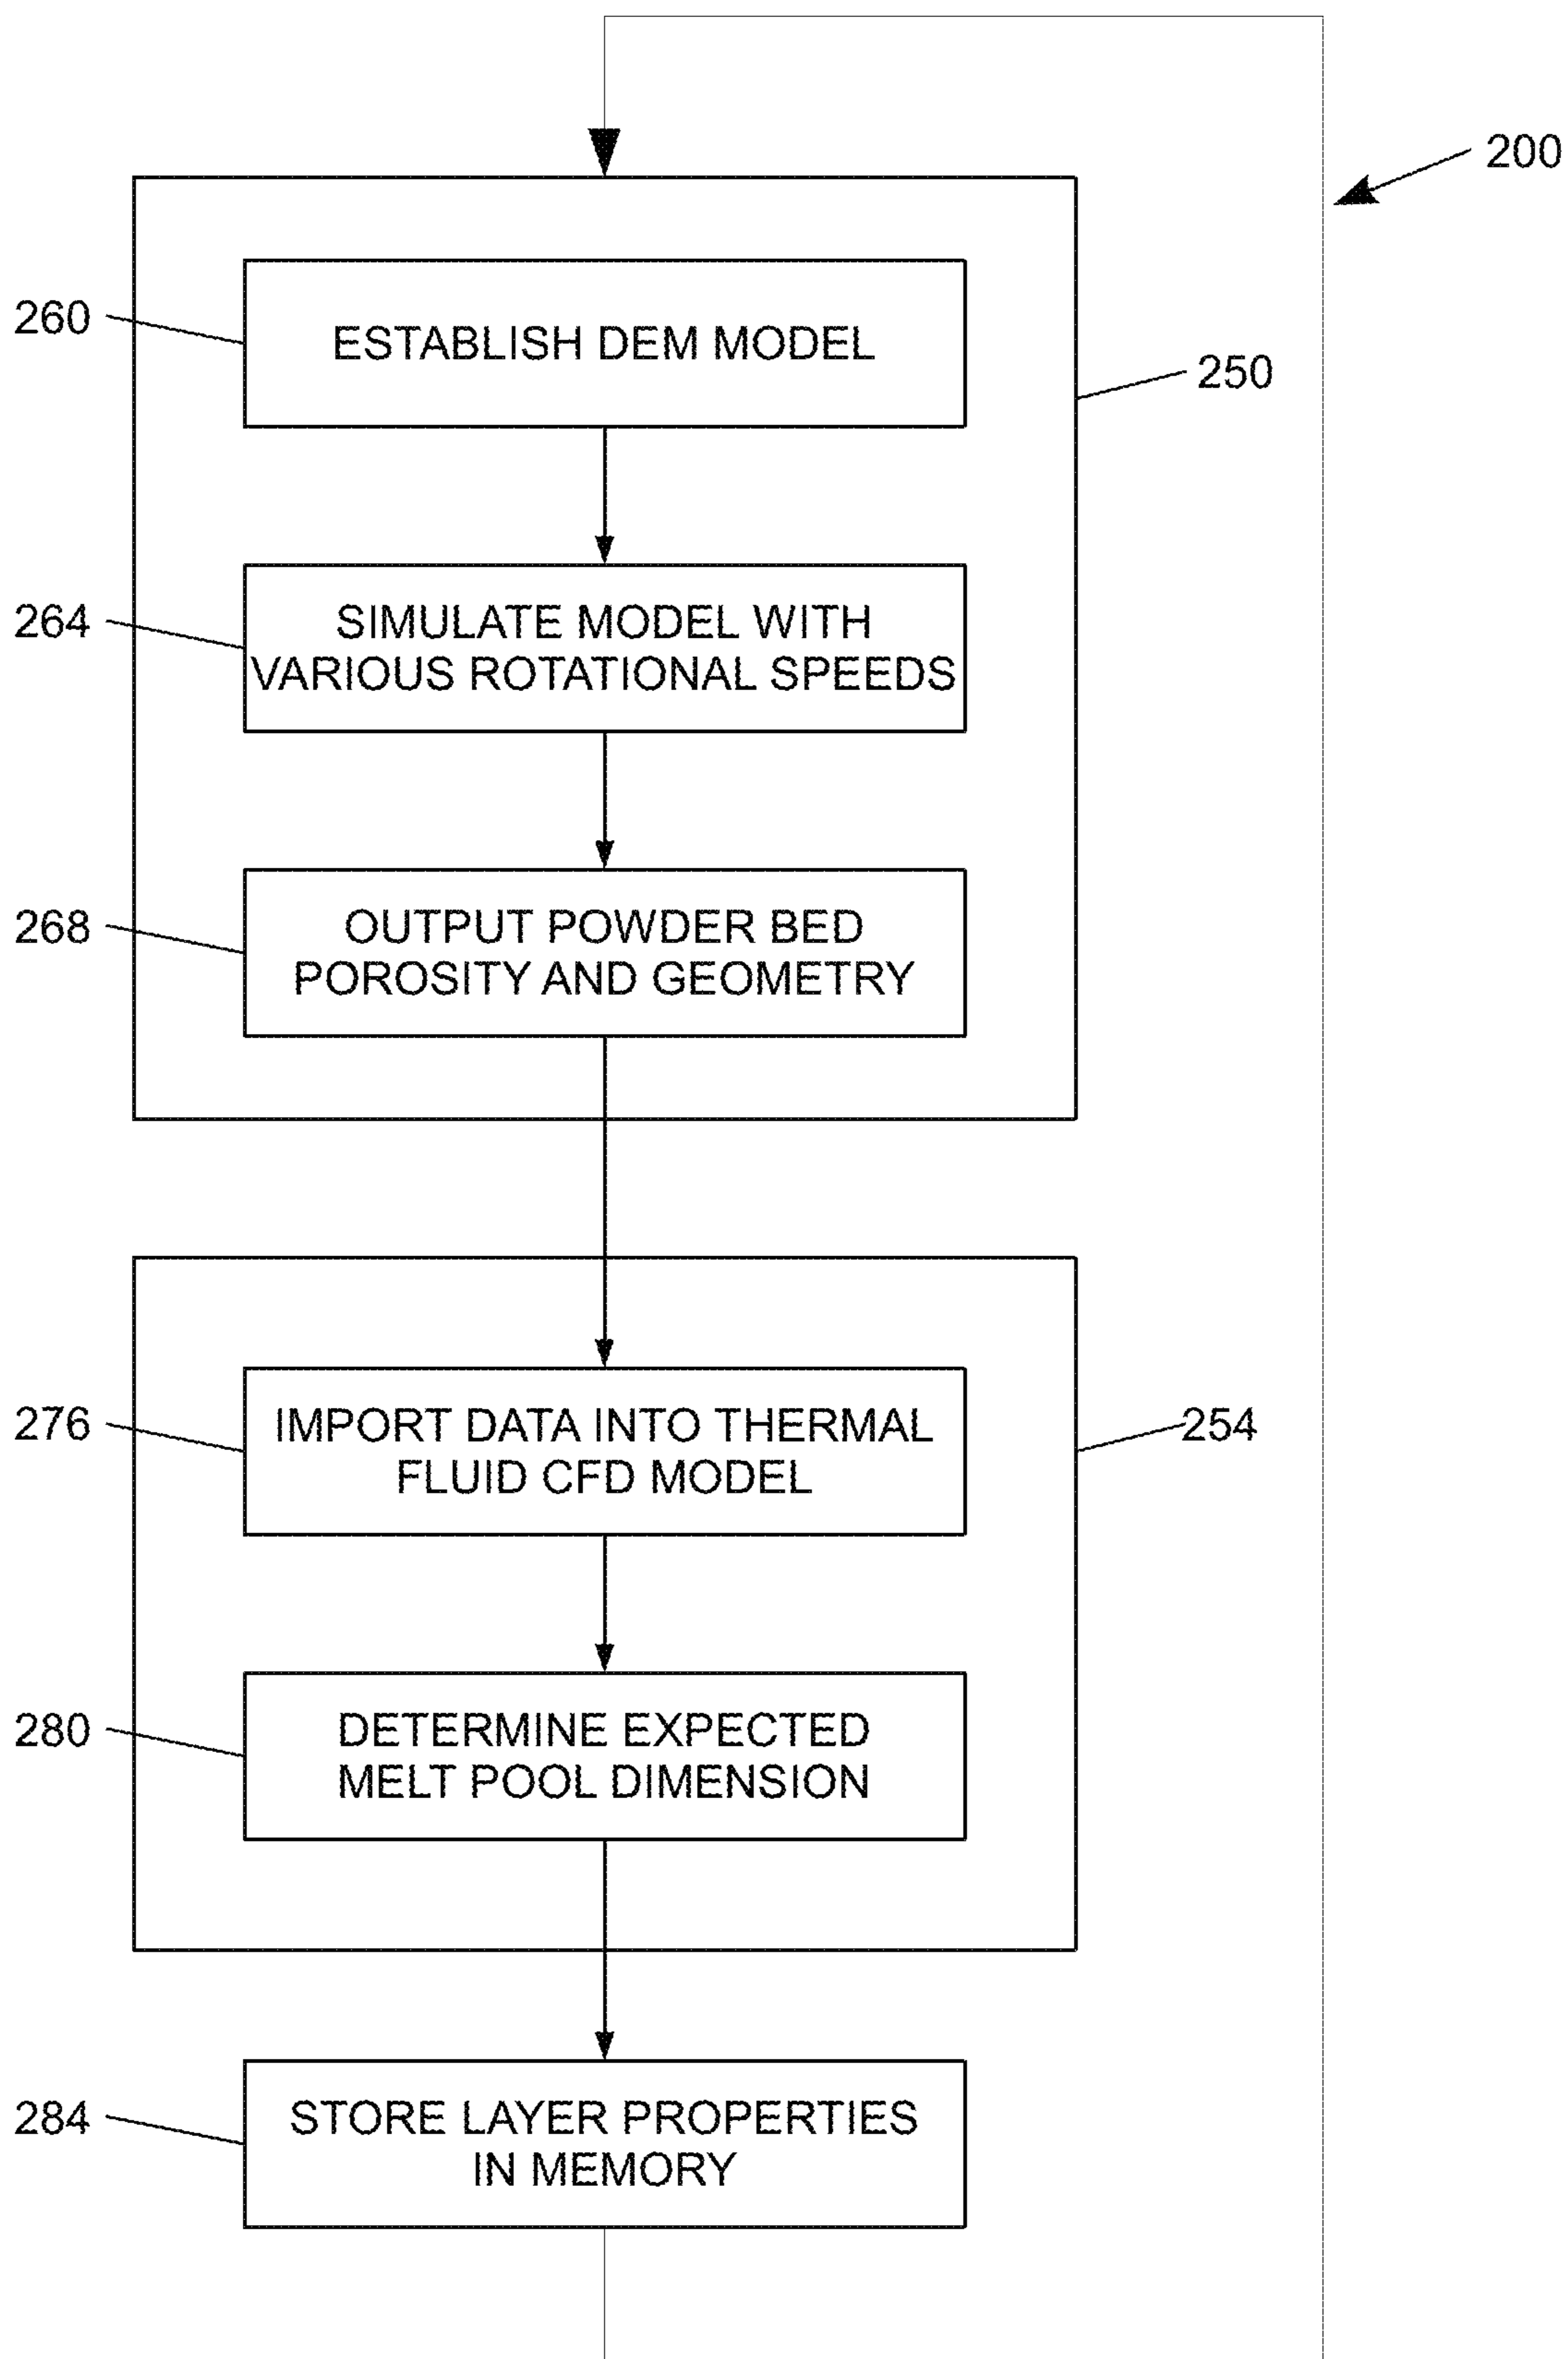 200
260
ESTABLISH DEM MODEL
250
264
SIMULATE MODEL WITH
VARIOUS ROTATIONAL SPEEDS
268
OUTPUT POWDER BED
POROSITY AND GEOMETRY
276
IMPORT DATA INTO THERMAL
FLUID CFD MODEL
254
280
DETERMINE EXPECTED
MELT POOL DIMENSION
284
STORE LAYER PROPERTIES
IN MEMORY